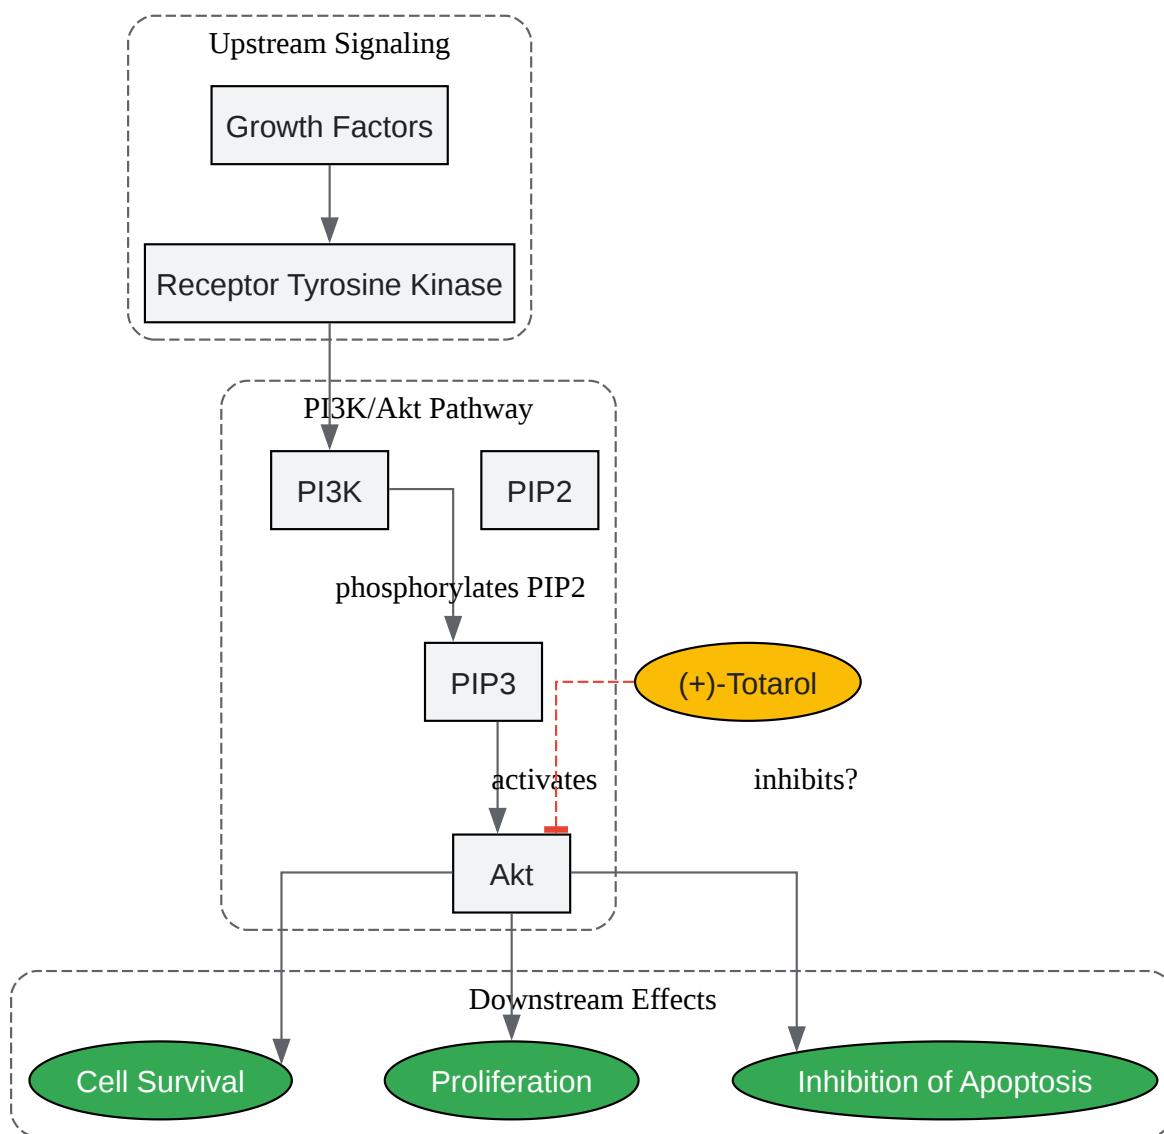 Upstream Signaling
Growth Factors
Receptor Tyrosine Kinase
PI3K/Akt Pathway
PI3K
PIP2
phosphorylates PIP2
PIP3
(+)-Totarol
activates
inhibits?
Akt
Downstream Effects
Cell Survival
Proliferation
Inhibition of Apoptosis